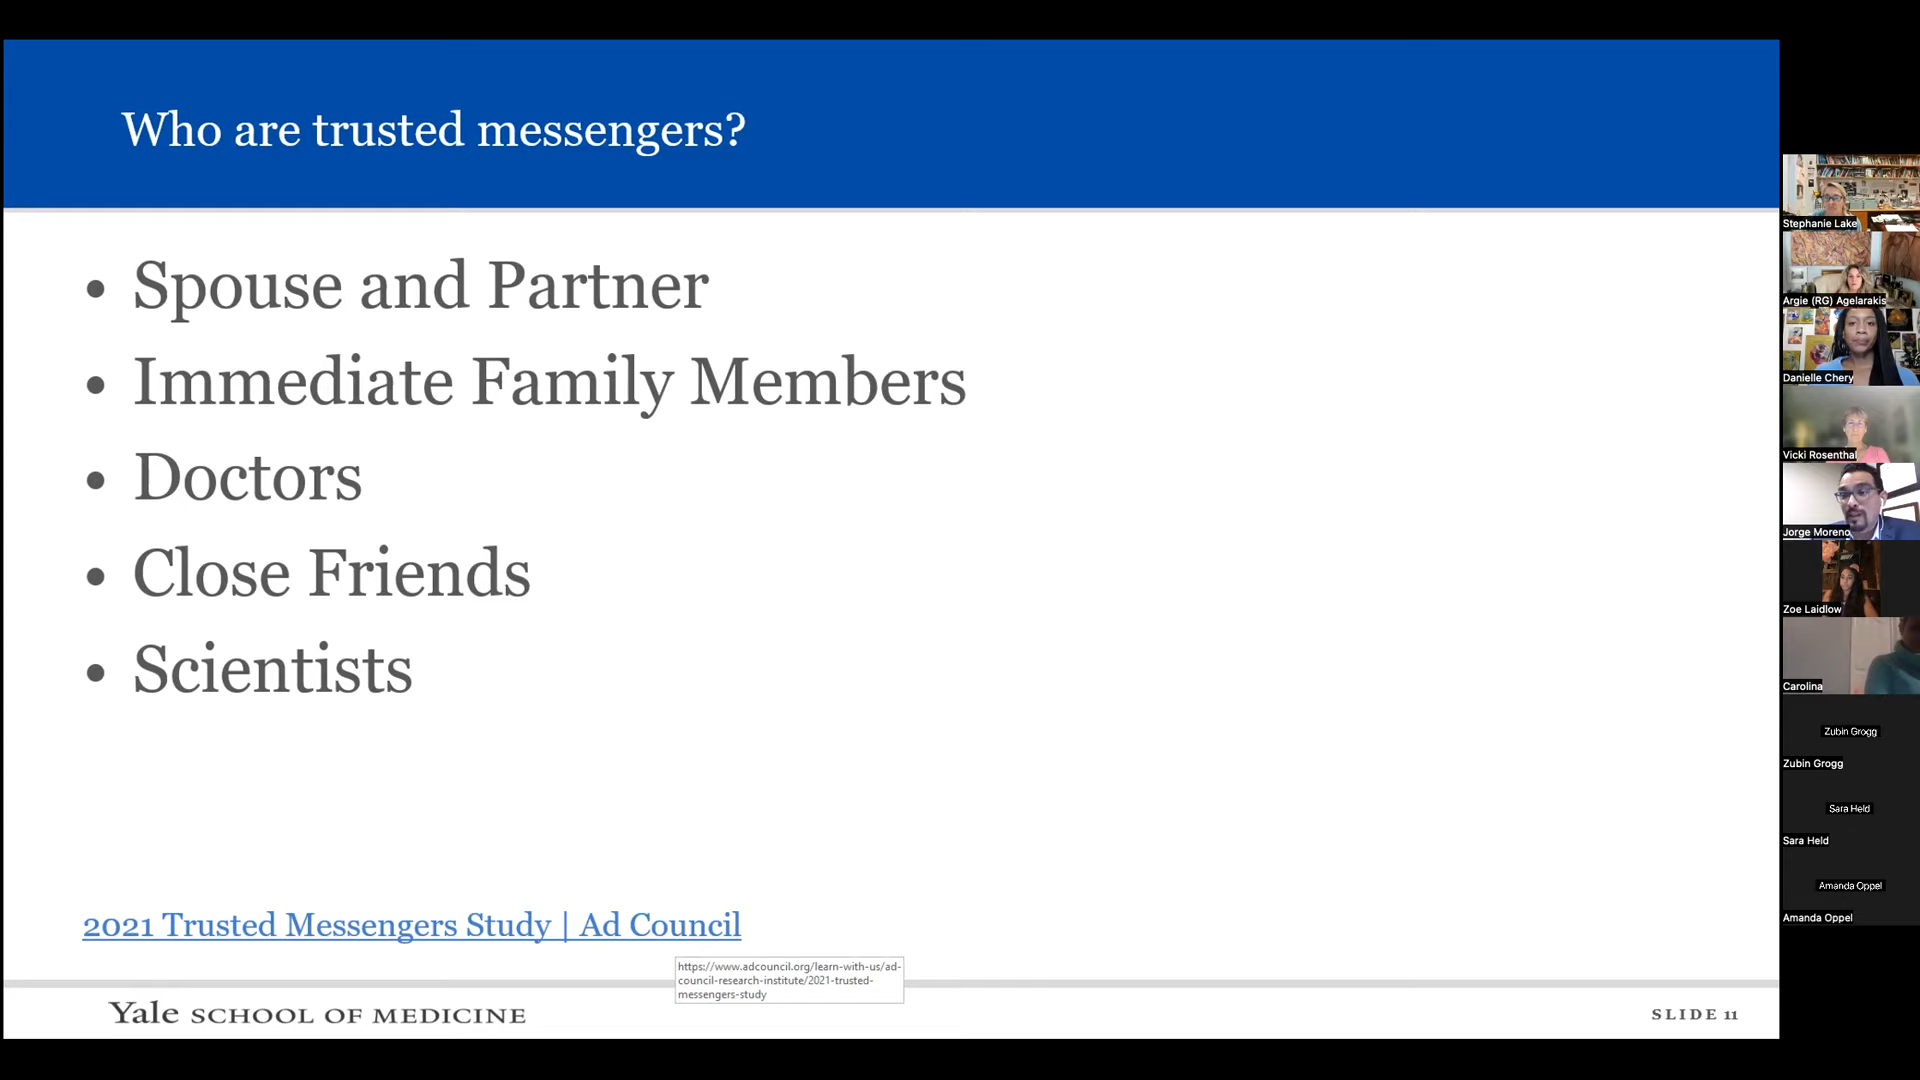 Who are trusted messengers?
• Spouse and Partner
• Immediate Family Members
• Doctors
• Close Friends
• Scientists
2021 Trusted Messengers Study | Ad Council
https://www.adcouncil.org/learn-with-us/ad-
council-research-institute/2021-trusted-
messengers-study
Yale SCHOOL OF MEDICINE
SLIDE 11
Stephanie Lake
Argie (RG) Agelarakis
Danielle Chery
Vicki Rosenthal
Jorge Moreno
Zoe Laidlow
Carolina
Zubin Grogg
Zubin Grogg
Sara Held
Sara Held
Amanda Oppel
Amanda Oppel